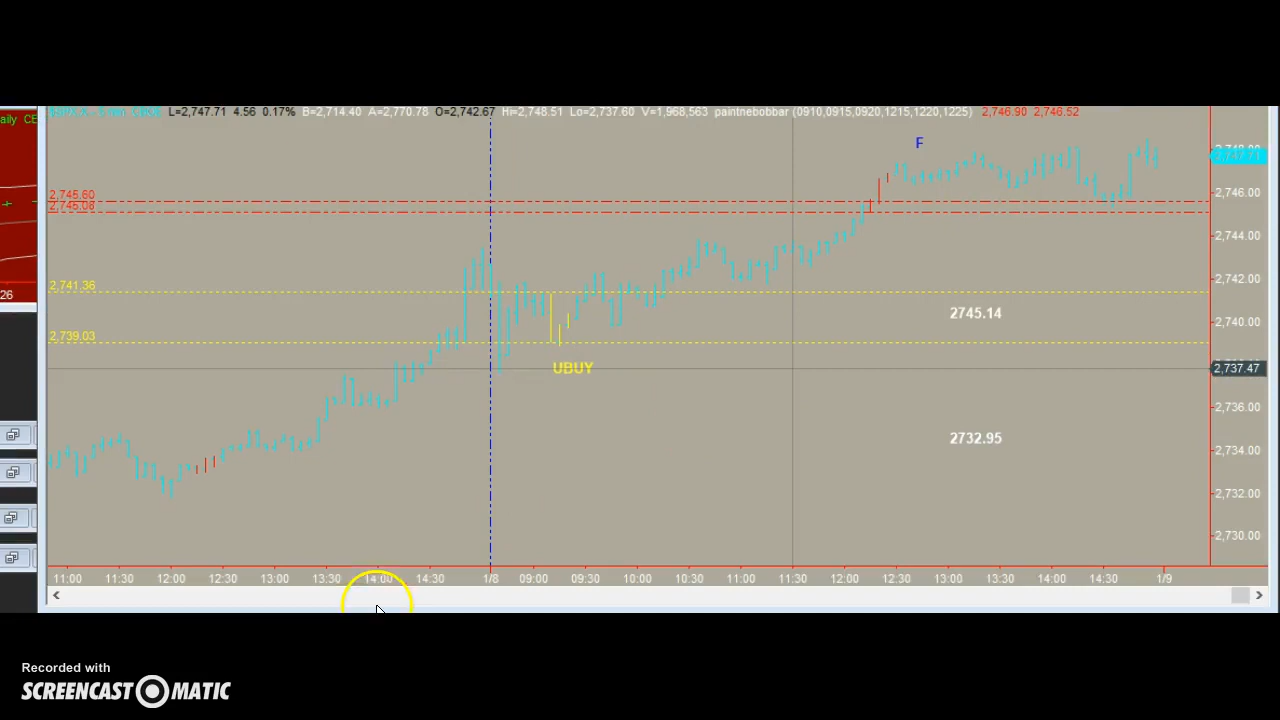 aily CE
L=2,747.71 4.56 0.17% B=2,714.40 A=2,770.78 O=2,742.67 Hi=2,748.51 Lo=2,737.60 V=1,968,563 paintnebobbar (0910,0915,0920,1215,1220,1225) 2,746.90 2,746.52
F
2,745.60
2,745.08
2,746.00
2,744.00
2,741.36
2,742.00
2745.14
2,740.00
2,739.03
UBUY
2,737.47
2,736.00
2732.95
2,734.00
2,732.00
2,730.00
26
11:00 11:30 12:00 12:30 13:00 13:30 14:00 14:30 1/8 09:00 09:30 10:00 10:30 11:00 11:30 12:00 12:30 13:00 13:30 14:00 14:30 1/9
Recorded with
SCREENCAST MATIC